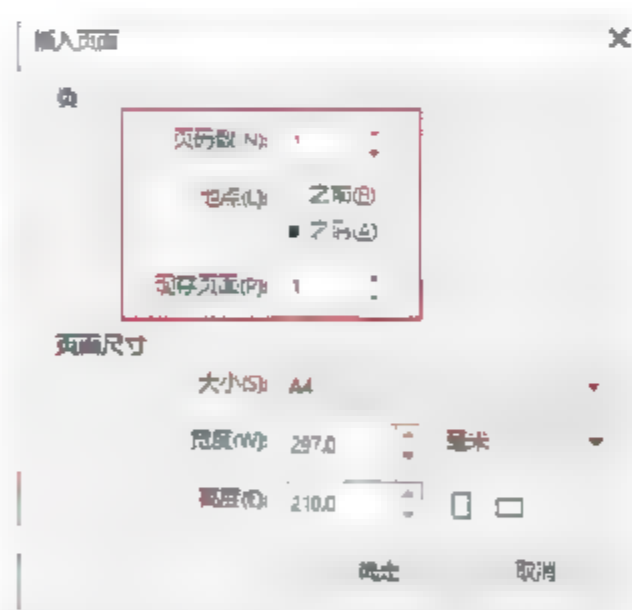 插入页面
页
页码数(N): 1
地点(L): 之前(B)
之后(A)
现存页面(P): 1
页面尺寸
大小(S): A4
宽度(W): 297.0 毫米
高度(E): 210.0
确定 取消